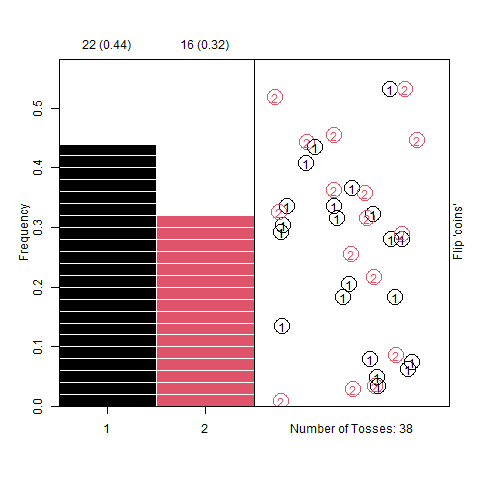 22 (0.44) 16 (0.32)
Frequency
0.5
0.4
0.3
0.2
0.1
0.0
1 2
Flip 'coins'
Number of Tosses: 38